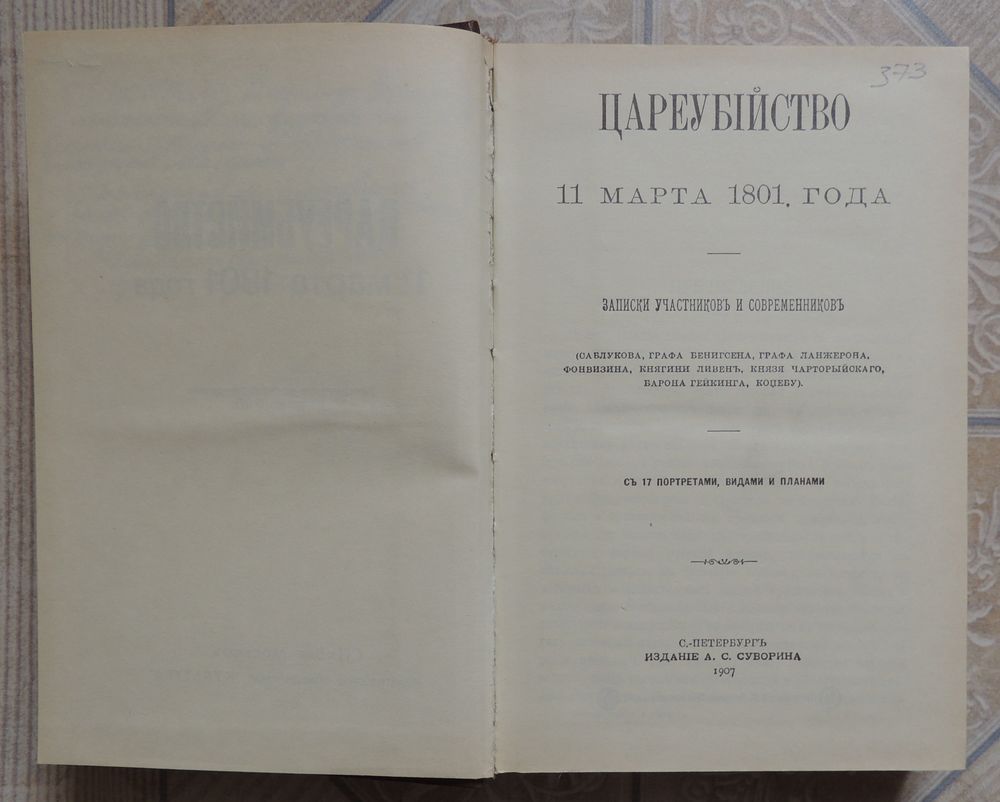 373
ЦАРЕУБІЙСТВО
11 МАРТА 1801. ГОДА
ЗАПИСКИ УЧАСТНИКОВЪ И СОВРЕМЕННИКОВЪ
(САБЛУКОВА, ГРАФА БЕНИГСЕНА, ГРАФА ЛАНЖЕРОНА,
ФОНВИЗИНА, КНЯГИНИ ЛИВЕНЪ, КНЯЗЯ ЧАРТОРЫЙСКАГО,
БАРОНА ГЕЙКИНГА, КОЦЕБУ).
СЪ 17 ПОРТРЕТАМИ, ВИДАМИ И ПЛАНАМИ
С.-ПЕТЕРБУРГЪ
ИЗДАНІЕ А. С. СУВОРИНА
1907